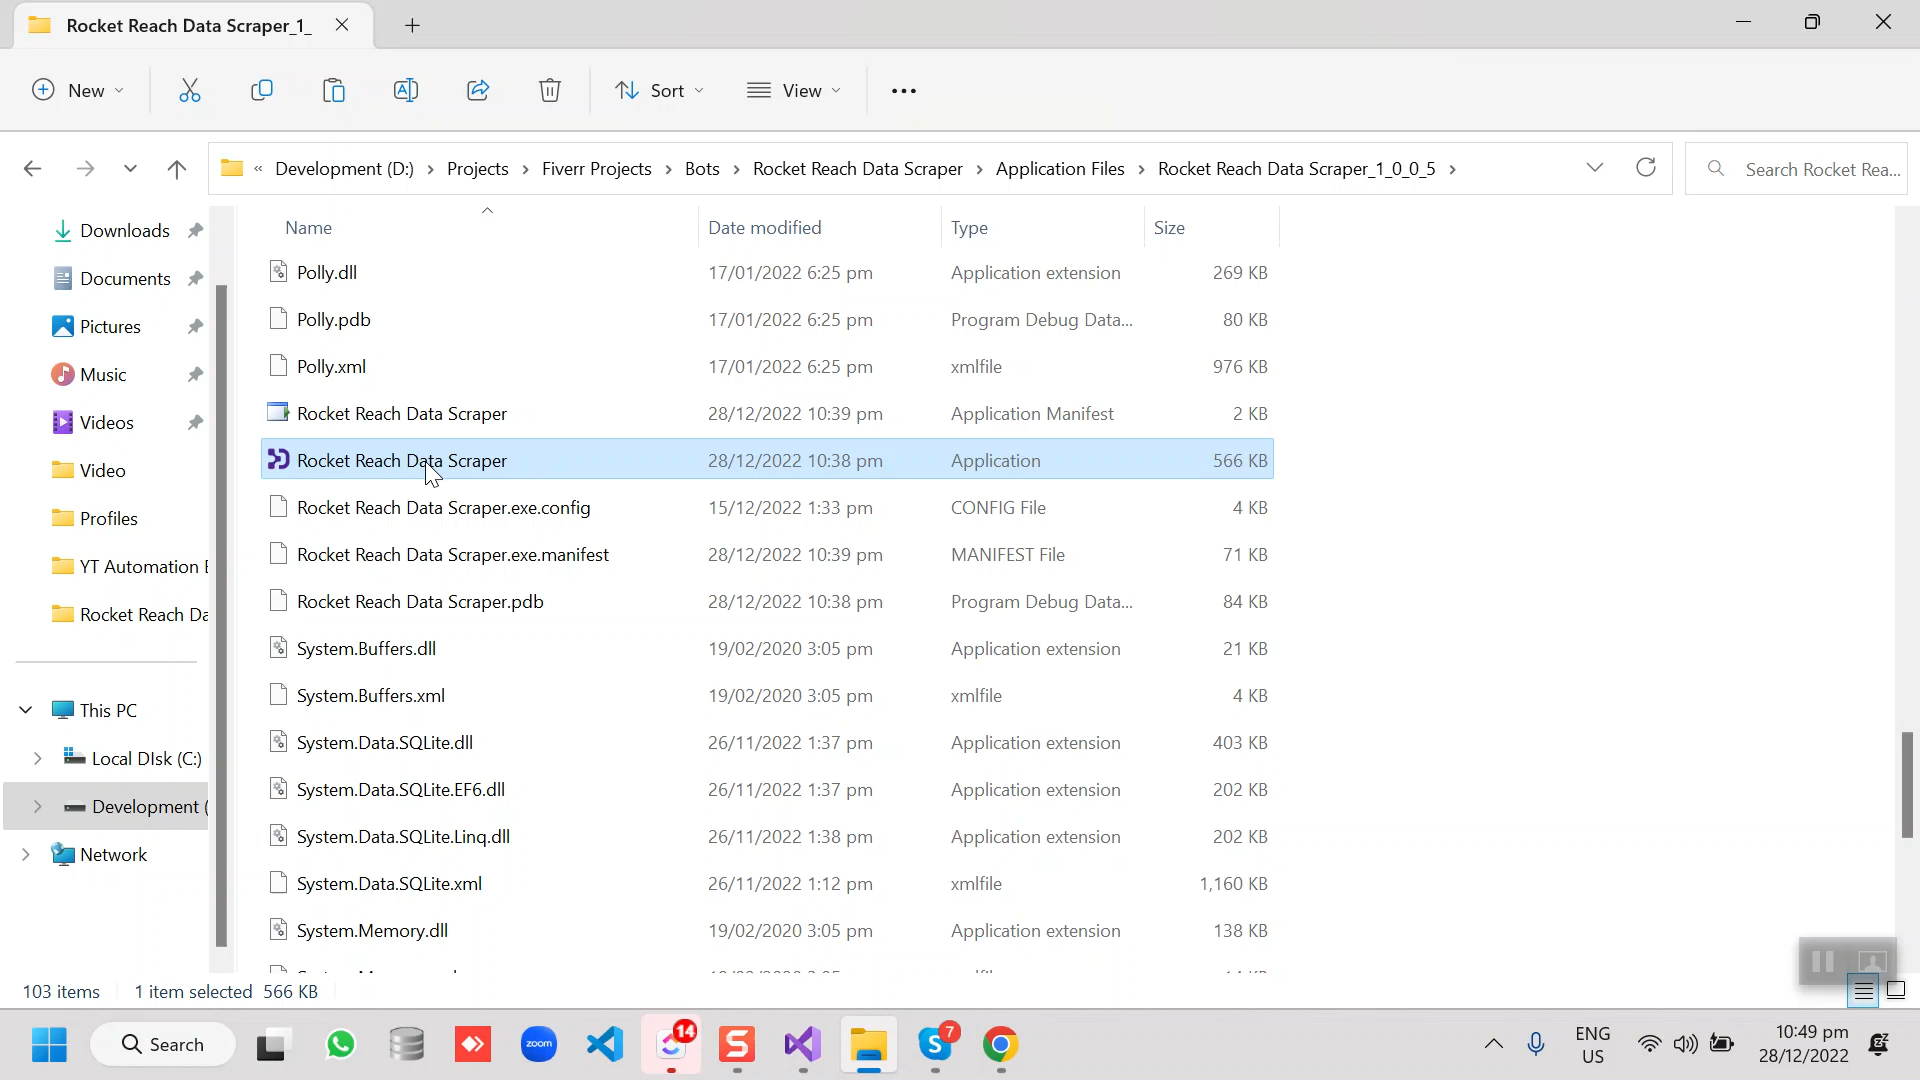 Rocket Reach Data Scraper_1_
New
Sort
View
« Development (D:) › Projects › Fiverr Projects › Bots › Rocket Reach Data Scraper › Application Files › Rocket Reach Data Scraper_1_0_0_5 ›
Search Rocket Rea...
Downloads
Documents
Pictures
Music
Videos
Video
Profiles
YT Automation
Rocket Reach Da
This PC
Local DIsk (C:)
Development (
Network
Name Date modified Type Size
Polly.dll 17/01/2022 6:25 pm Application extension 269 KB
Polly.pdb 17/01/2022 6:25 pm Program Debug Data... 80 KB
Polly.xml 17/01/2022 6:25 pm xmlfile 976 KB
Rocket Reach Data Scraper 28/12/2022 10:39 pm Application Manifest 2 KB
Rocket Reach Data Scraper 28/12/2022 10:38 pm Application 566 KB
Rocket Reach Data Scraper.exe.config 15/12/2022 1:33 pm CONFIG File 4 KB
Rocket Reach Data Scraper.exe.manifest 28/12/2022 10:39 pm MANIFEST File 71 KB
Rocket Reach Data Scraper.pdb 28/12/2022 10:38 pm Program Debug Data... 84 KB
System.Buffers.dll 19/02/2020 3:05 pm Application extension 21 KB
System.Buffers.xml 19/02/2020 3:05 pm xmlfile 4 KB
System.Data.SQLite.dll 26/11/2022 1:37 pm Application extension 403 KB
System.Data.SQLite.EF6.dll 26/11/2022 1:37 pm Application extension 202 KB
System.Data.SQLite.Linq.dll 26/11/2022 1:38 pm Application extension 202 KB
System.Data.SQLite.xml 26/11/2022 1:12 pm xmlfile 1,160 KB
System.Memory.dll 19/02/2020 3:05 pm Application extension 138 KB
103 items 1 item selected 566 KB
Search
zoom
14
S
S
7
ENG
US
10:49 pm
28/12/2022